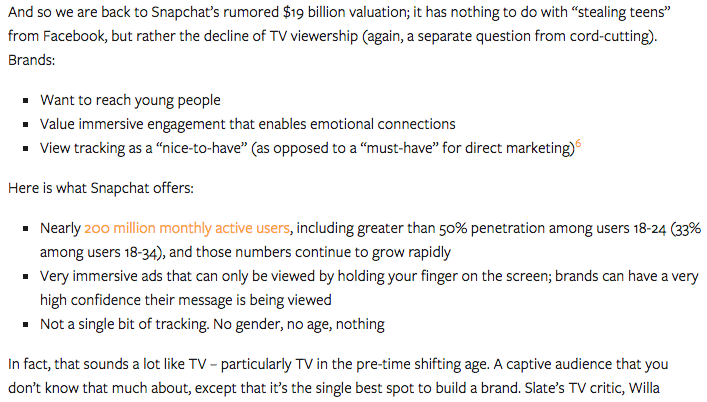 And so we are back to Snapchat’s rumored $19 billion valuation; it has nothing to do with “stealing teens”
from Facebook, but rather the decline of TV viewership (again, a separate question from cord-cutting).
Brands:
▪ Want to reach young people
▪ Value immersive engagement that enables emotional connections
▪ View tracking as a “nice-to-have” (as opposed to a “must-have” for direct marketing)6
Here is what Snapchat offers:
▪ Nearly 200 million monthly active users, including greater than 50% penetration among users 18-24 (33%
among users 18-34), and those numbers continue to grow rapidly
▪ Very immersive ads that can only be viewed by holding your finger on the screen; brands can have a very
high confidence their message is being viewed
▪ Not a single bit of tracking. No gender, no age, nothing
In fact, that sounds a lot like TV – particularly TV in the pre-time shifting age. A captive audience that you
don’t know that much about, except that it’s the single best spot to build a brand. Slate’s TV critic, Willa